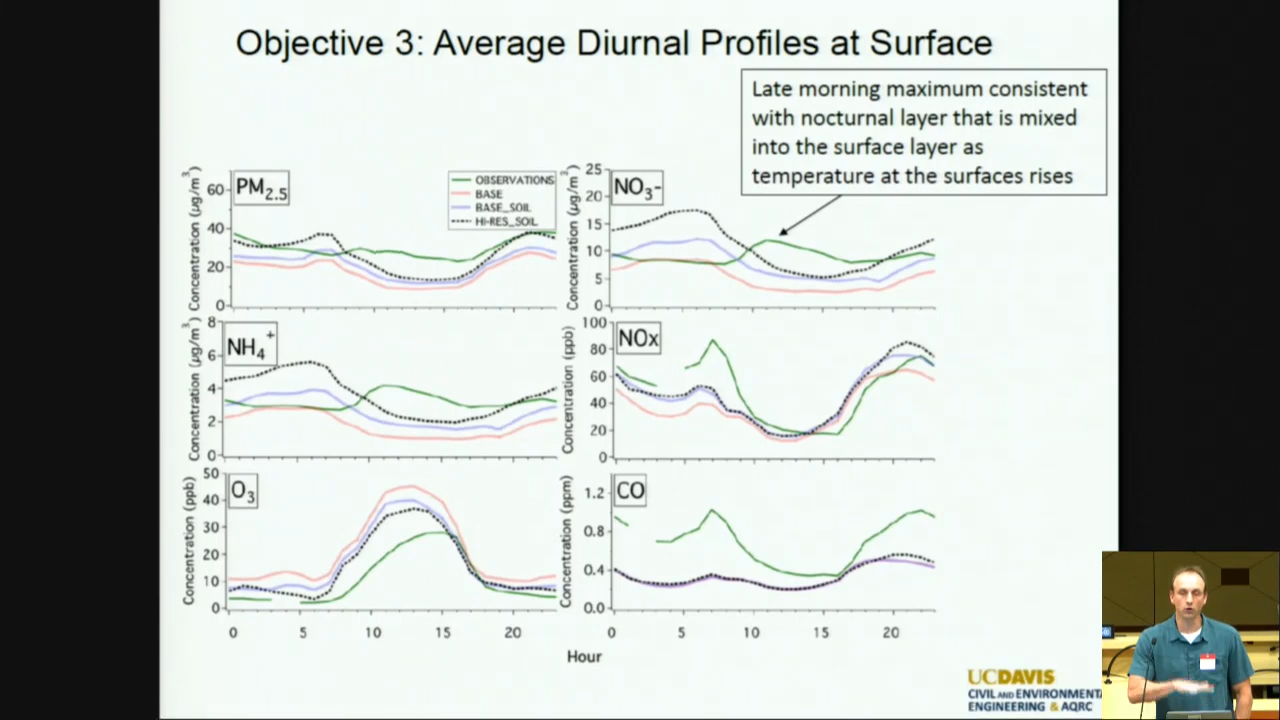 Objective 3: Average Diurnal Profiles at Surface
Late morning maximum consistent
with nocturnal layer that is mixed
into the surface layer as
temperature at the surfaces rises
PM2.5
Concentration (µg/m3)
60
40
20
0
OBSERVATIONS
BASE
BASE_SOIL
HI-RES_SOIL
NO3-
Concentration (µg/m3)
25
20
15
10
5
0
NH4+
Concentration (µg/m3)
8
6
4
2
0
NOx
Concentration (ppb)
100
80
60
40
20
0
O3
Concentration (ppb)
50
40
30
20
10
0
0 5 10 15 20
CO
Concentration (ppm)
1.2
0.8
0.4
0.0
0 5 10 15 20
Hour
UCDAVIS
CIVIL AND ENVIRONMENTA
ENGINEERING & AQRC